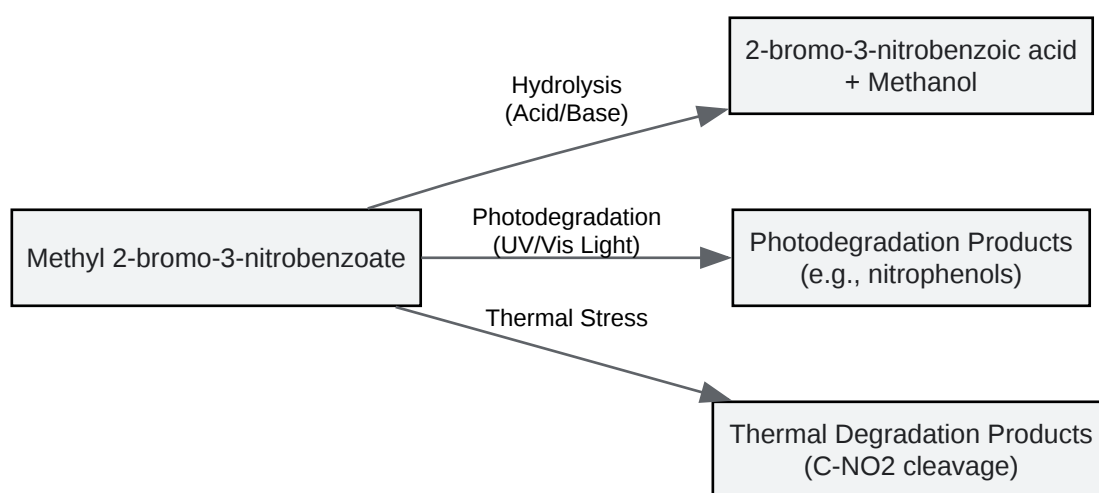 2-bromo-3-nitrobenzoic acid
+ Methanol
Hydrolysis
(Acid/Base)
Methyl 2-bromo-3-nitrobenzoate
Photodegradation
(UV/Vis Light)
Photodegradation Products
(e.g., nitrophenols)
Thermal Stress
Thermal Degradation Products
(C-NO2 cleavage)